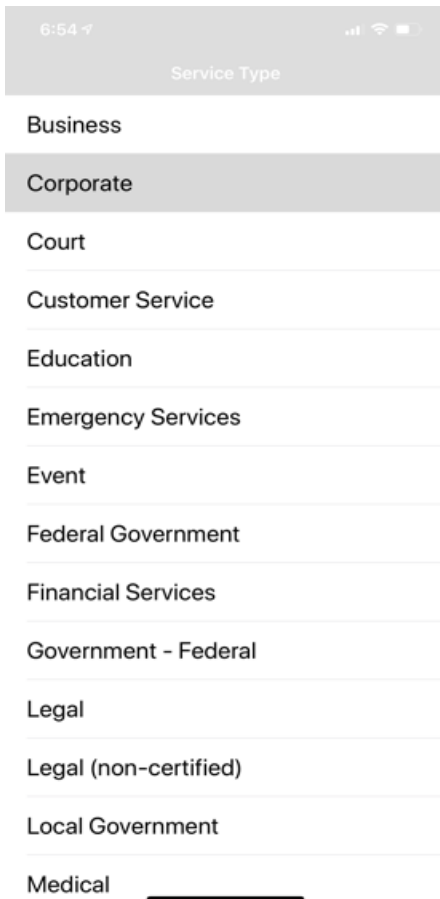 6:54
Service Type
Business
Corporate
Court
Customer Service
Education
Emergency Services
Event
Federal Government
Financial Services
Government - Federal
Legal
Legal (non-certified)
Local Government
Medical